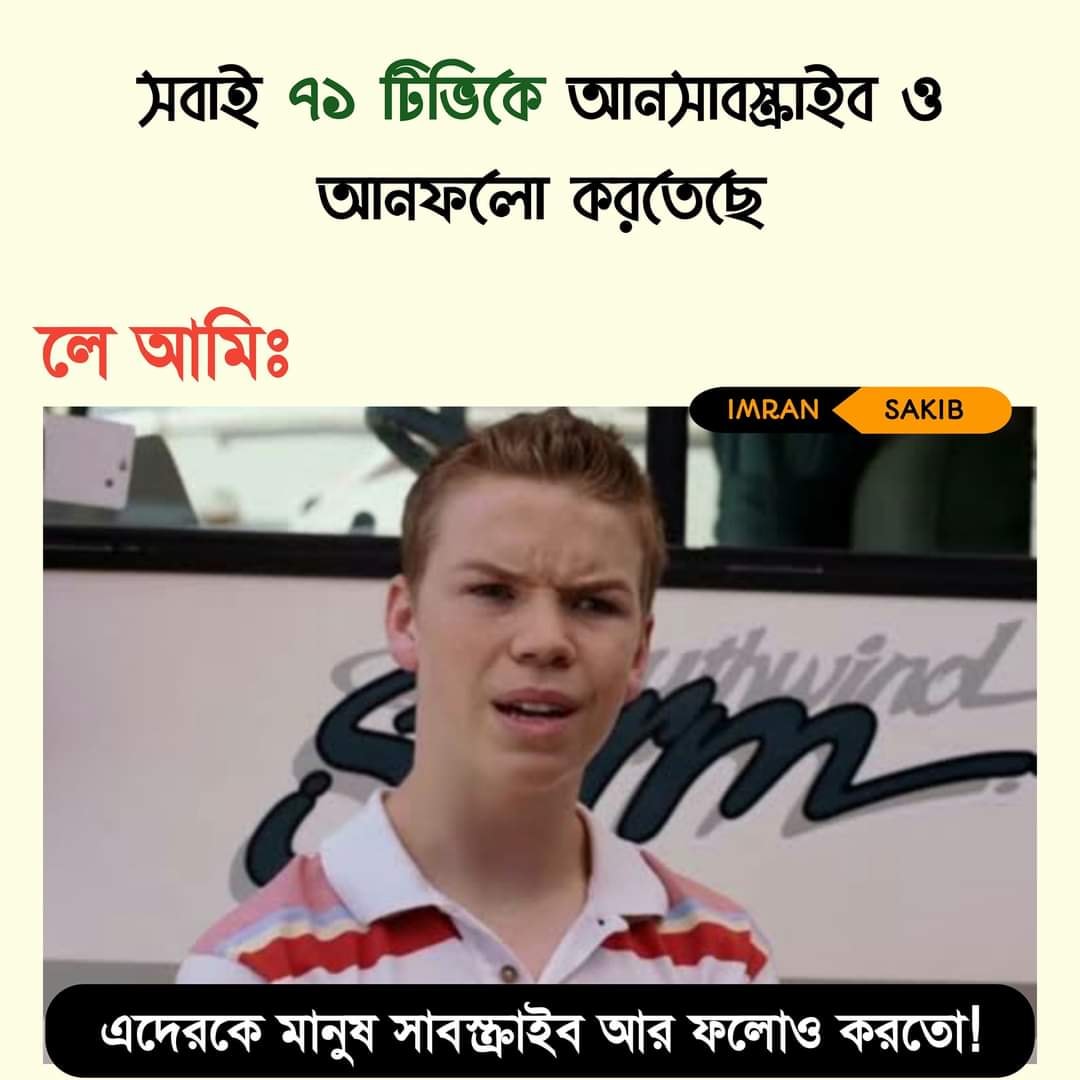 সবাই ৭১ টিভিকে আনসাবস্ক্রাইব ও
আনফলো করতেছে
লে আমিঃ
IMRAN SAKIB
uthwind
এদেরকে মানুষ সাবস্ক্রাইব আর ফলোও করতো!